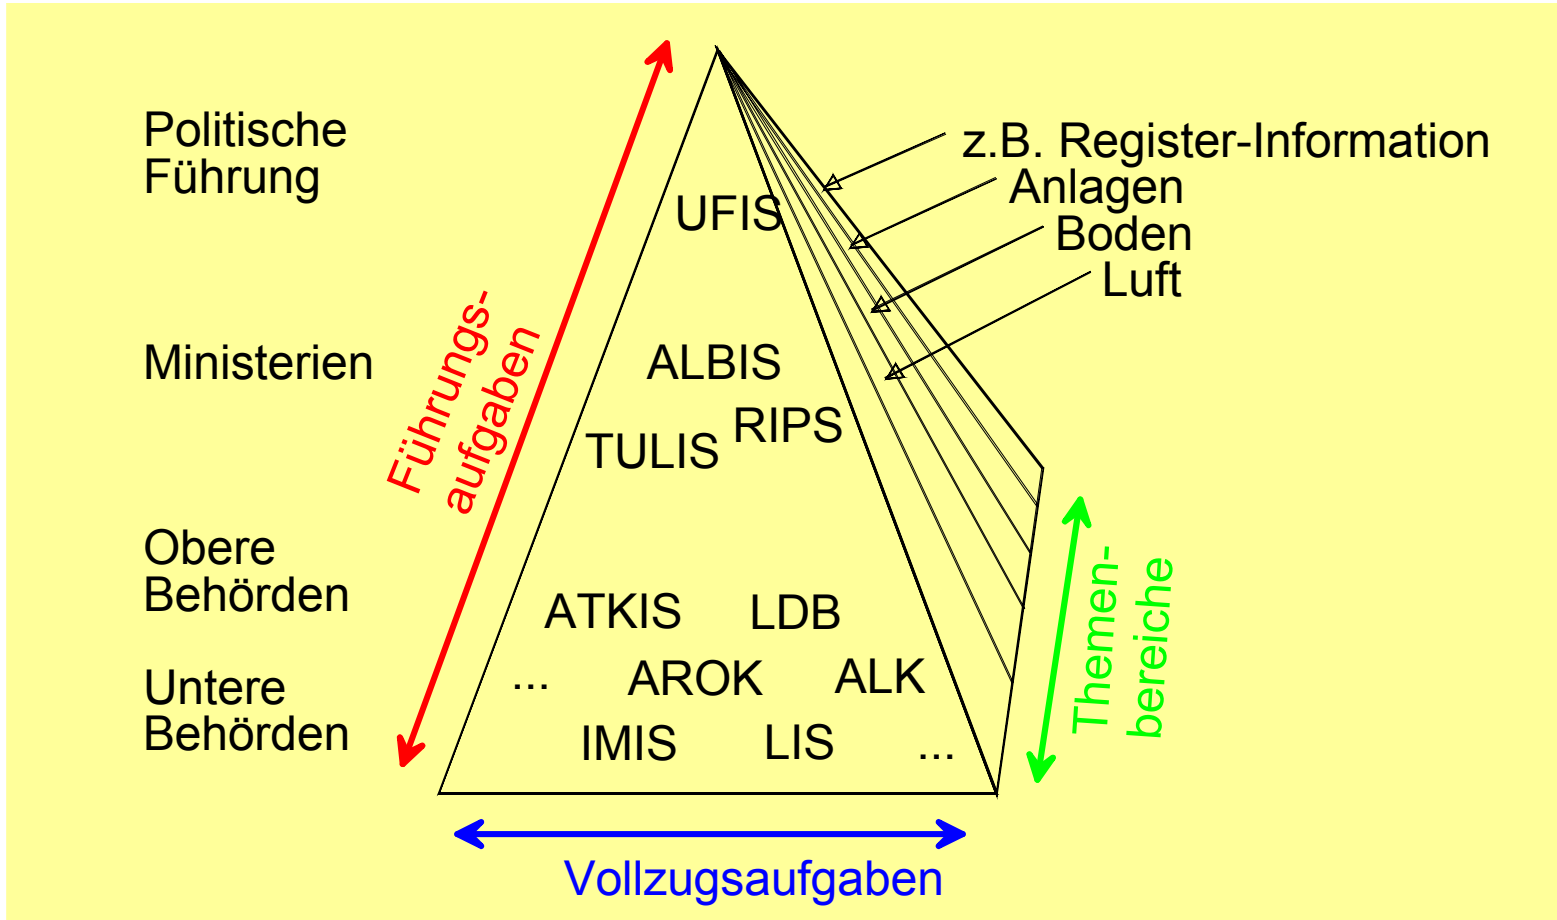 Politische
Führung
Ministerien
Obere
Behörden
Untere
Behörden
Führungs-
aufgaben
UFIS
ALBIS
RIPS
TULIS
ATKIS LDB
... AROK ALK
IMIS LIS ...
z.B. Register-Information
Anlagen
Boden
Luft
Themen-
bereiche
Vollzugsaufgaben